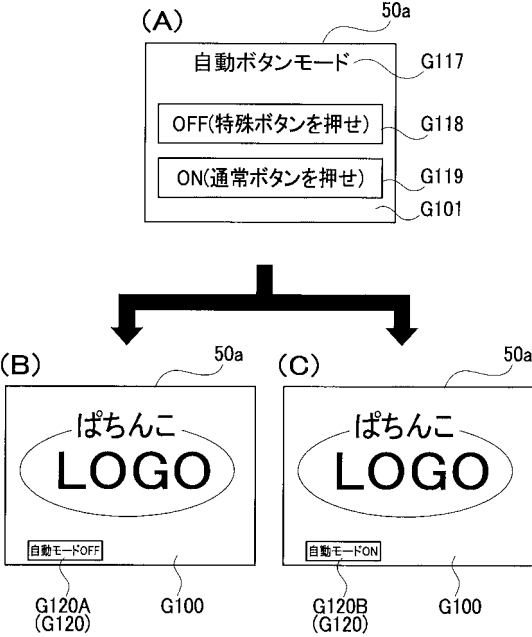 (A)
50a
自動ボタンモード
G117
OFF(特殊ボタンを押せ)
G118
ON(通常ボタンを押せ)
G119
G101
(B)
50a
ぱちんこ
LOGO
自動モードOFF
G120A
(G120)
G100
(C)
50a
ぱちんこ
LOGO
自動モードON
G120B
(G120)
G100